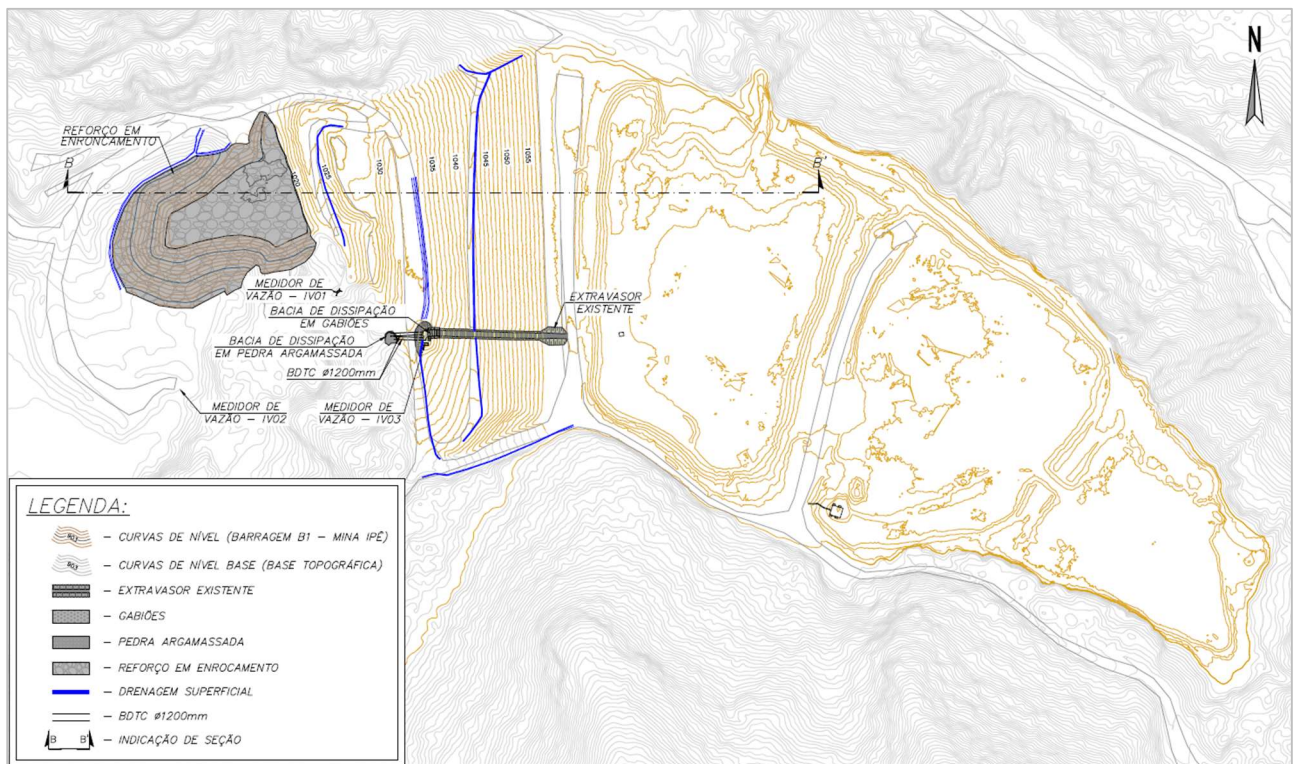 N
REFORÇO EM
ENRONCAMENTO
B
B'
1020
1025
1030
1035
1040
1045
1050
1055
MEDIDOR DE
VAZÃO – IV01
BACIA DE DISSIPAÇÃO
EM GABIÕES
EXTRAVASOR
EXISTENTE
BACIA DE DISSIPAÇÃO
EM PEDRA ARGAMASSADA
BDTC Ø1200mm
MEDIDOR DE
VAZÃO – IV02
MEDIDOR DE
VAZÃO – IV03
LEGENDA:
803 – CURVAS DE NÍVEL (BARRAGEM B1 – MINA IPÊ)
803 – CURVAS DE NÍVEL BASE (BASE TOPOGRÁFICA)
– EXTRAVASOR EXISTENTE
– GABIÕES
– PEDRA ARGAMASSADA
– REFORÇO EM ENROCAMENTO
– DRENAGEM SUPERFICIAL
– BDTC Ø1200mm
B B' – INDICAÇÃO DE SEÇÃO